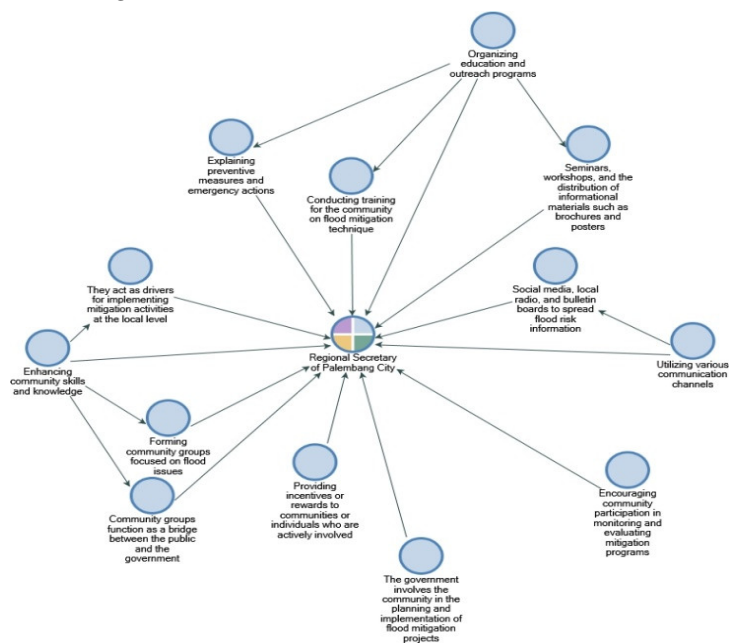 Organizing
education and
outreach programs
Explaining
preventive
measures and
emergency actions
Conducting training
for the community
on flood mitigation
technique
Seminars,
workshops, and the
distribution of
informational
materials such as
brochures and
posters
They act as drivers
for implementing
mitigation activities
at the local level
Social media, local
radio, and bulletin
boards to spread
flood risk
information
Regional Secretary
of Palembang City
Enhancing
community skills
and knowledge
Utilizing various
communication
channels
Forming
community groups
focused on flood
issues
Providing
incentives or
rewards to
communities or
individuals who are
actively involved
Encouraging
community
participation in
monitoring and
evaluating
mitigation
programs
Community groups
function as a bridge
between the public
and the
government
The government
involves the
community in the
planning and
implementation of
flood mitigation
projects